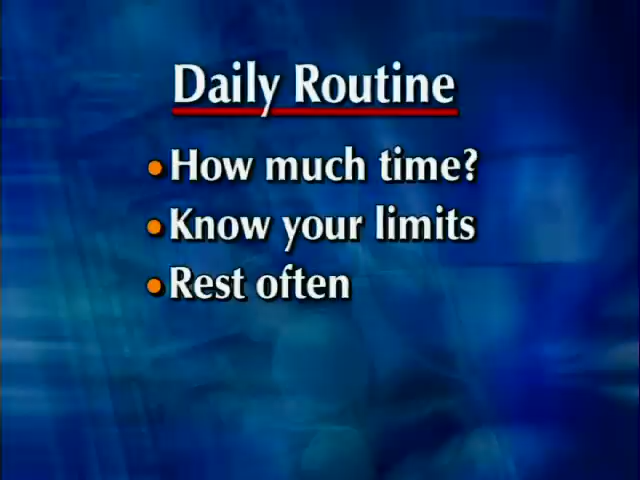 Daily Routine
• How much time?
• Know your limits
• Rest often